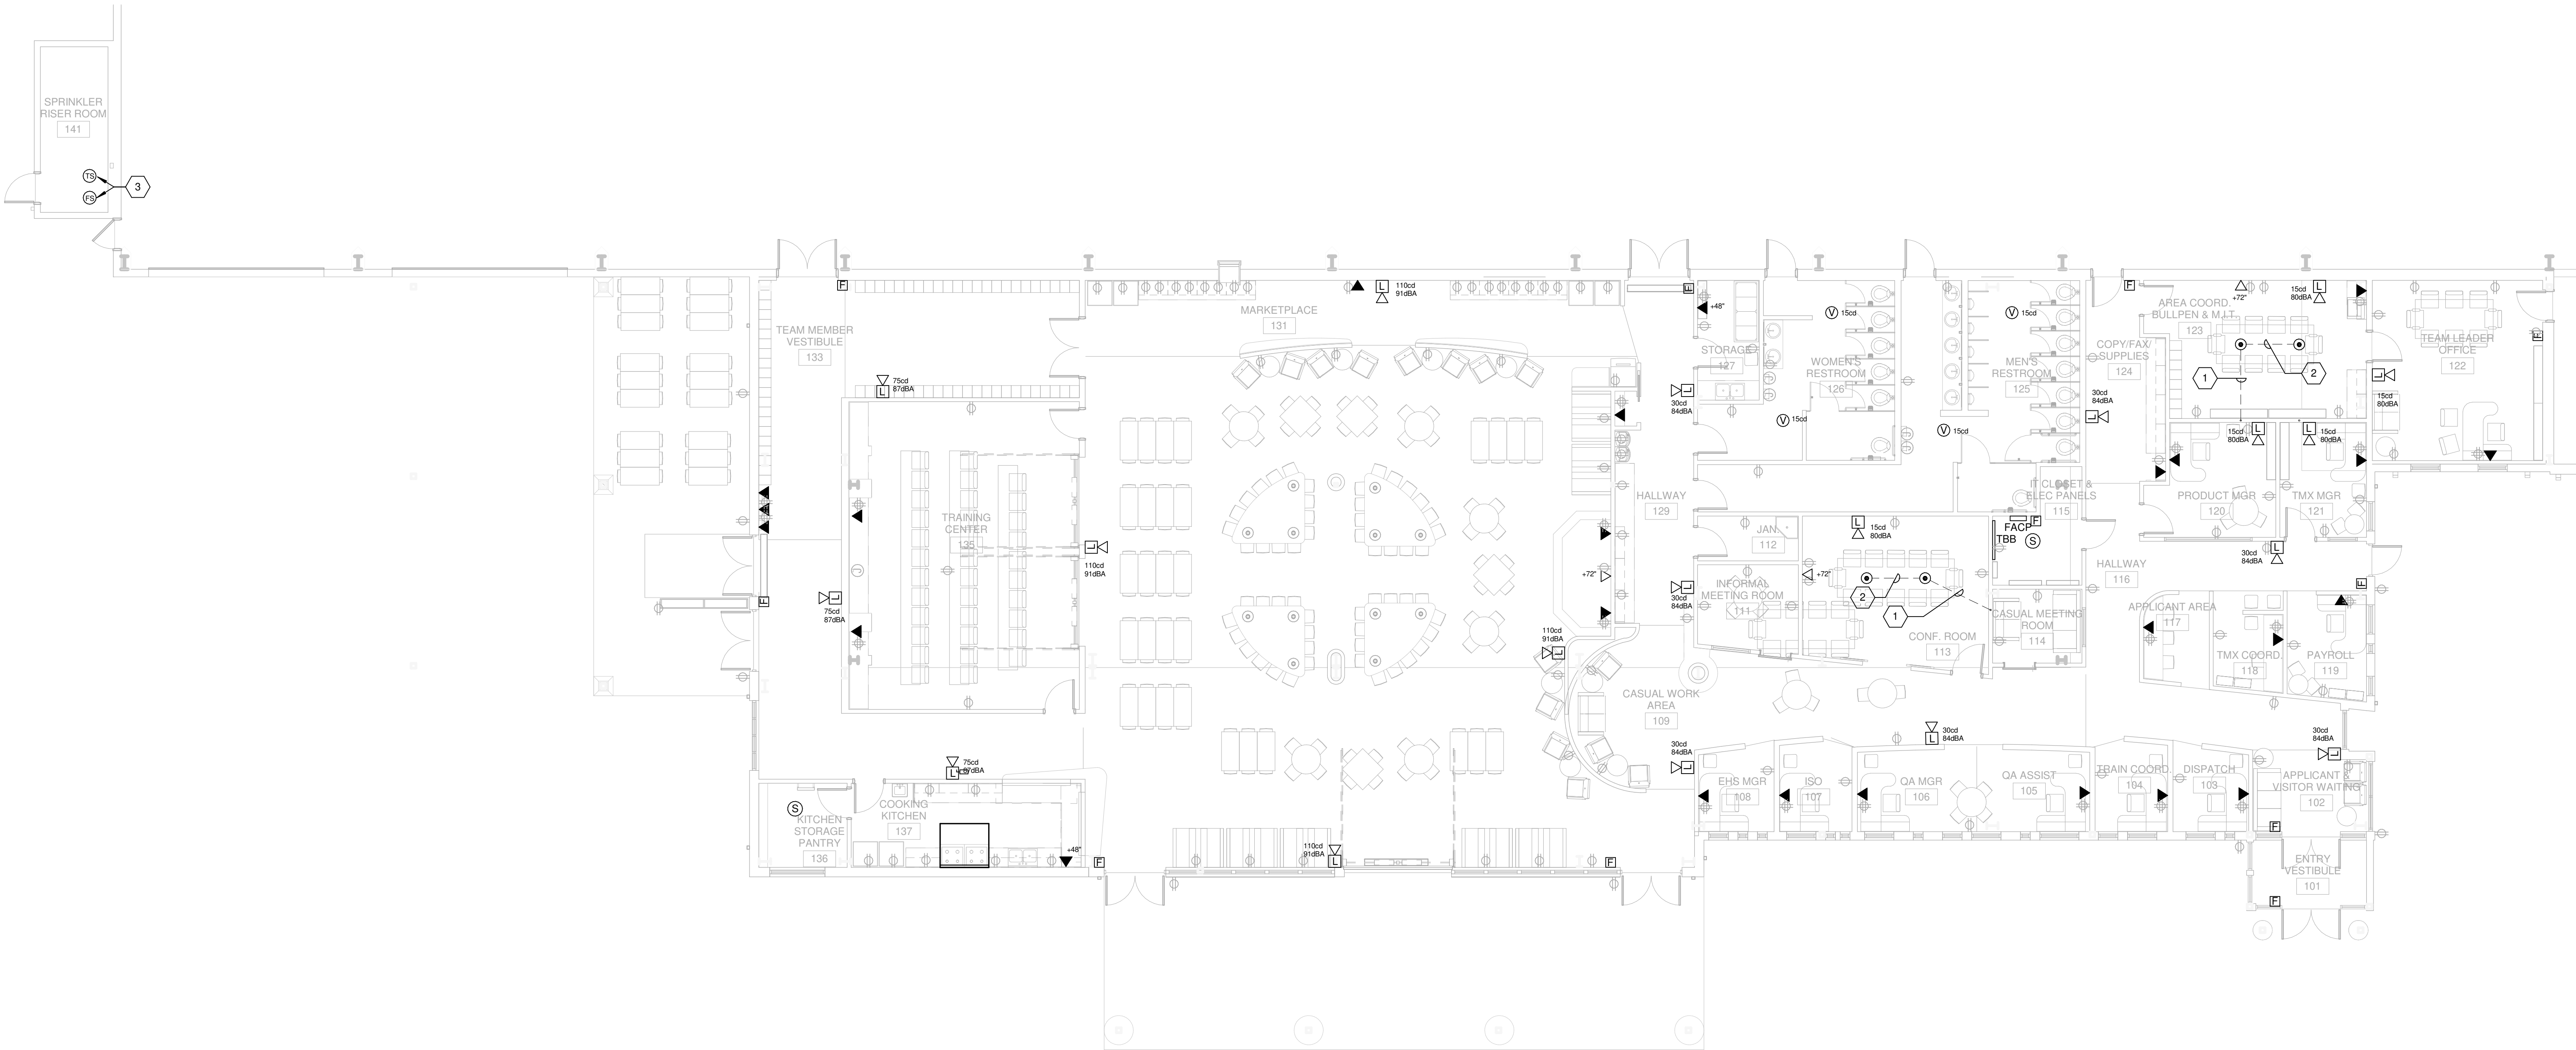 SPRINKLER
RISER ROOM
141
TS
FS
3
F
TEAM MEMBER
VESTIBULE
133
75cd
87dBA
L
TRAINING
CENTER
135
75cd
87dBA
L
F
110cd
91dBA
L
75cd
87dBA
L
S
KITCHEN
STORAGE
PANTRY
136
COOKING
KITCHEN
137
+48"
F
MARKETPLACE
131
L
110cd
91dBA
110cd
91dBA
L
110cd
91dBA
L
F
+72"
HALLWAY
129
F
+48"
STORAGE
127
L
30cd
84dBA
WOMEN'S
RESTROOM
126
V 15cd
V 15cd
MEN'S
RESTROOM
125
V 15cd
V 15cd
JAN.
112
L
30cd
84dBA
INFORMAL
MEETING ROOM
111
+72"
L
15cd
80dBA
2
1
CONF. ROOM
113
CASUAL WORK
AREA
109
IT CLOSET &
ELEC PANELS
115
FACP
F
TBB
S
CASUAL MEETING
ROOM
114
F
COPY/FAX/
SUPPLIES
124
30cd
84dBA
L
AREA COORD.
BULLPEN & M.I.T.
123
+72"
15cd
80dBA
L
1
2
TEAM LEADER
OFFICE
122
F
L
15cd
80dBA
15cd
80dBA
L
L
15cd
80dBA
PRODUCT MGR
120
TMX MGR
121
30cd
84dBA
L
F
HALLWAY
116
APPLICANT AREA
117
TMX COORD.
118
PAYROLL
119
30cd
84dBA
L
30cd
84dBA
L
30cd
84dBA
L
EHS MGR
108
ISO
107
QA MGR
106
QA ASSIST
105
TRAIN COORD.
104
DISPATCH
103
APPLICANT &
VISITOR WAITING
102
F
ENTRY
VESTIBULE
101
F